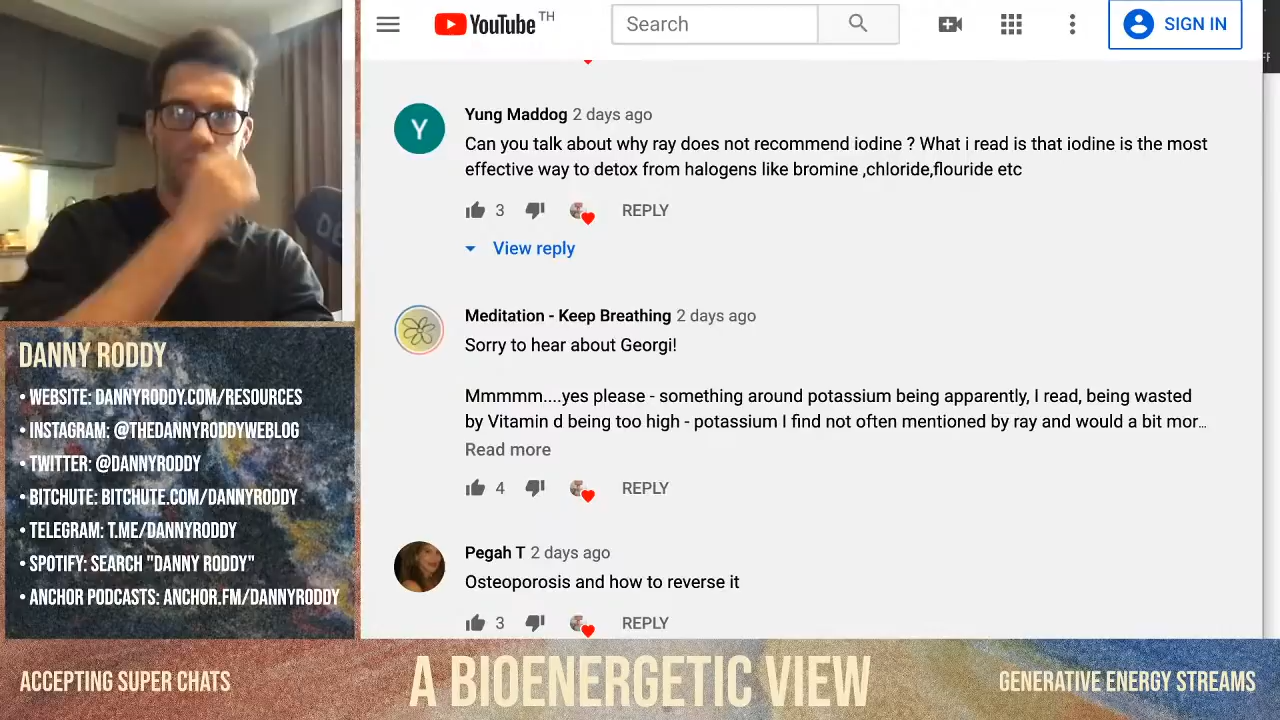 YouTube TH
Search
SIGN IN
Yung Maddog 2 days ago
Can you talk about why ray does not recommend iodine ? What i read is that iodine is the most
effective way to detox from halogens like bromine ,chloride,flouride etc
3
REPLY
View reply
Meditation - Keep Breathing 2 days ago
Sorry to hear about Georgi!
Mmmmm....yes please - something around potassium being apparently, I read, being wasted
by Vitamin d being too high - potassium I find not often mentioned by ray and would a bit mor…
Read more
4
REPLY
Pegah T 2 days ago
Osteoporosis and how to reverse it
3
REPLY
Y
DANNY RODDY
• WEBSITE: DANNYRODDY.COM/RESOURCES
• INSTAGRAM: @THEDANNYRODDYWEBLOG
• TWITTER: @DANNYRODDY
• BITCHUTE: BITCHUTE.COM/DANNYRODDY
• TELEGRAM: T.ME/DANNYRODDY
• SPOTIFY: SEARCH "DANNY RODDY"
• ANCHOR PODCASTS: ANCHOR.FM/DANNYRODDY
ACCEPTING SUPER CHATS
A BIOENERGETIC VIEW
GENERATIVE ENERGY STREAMS